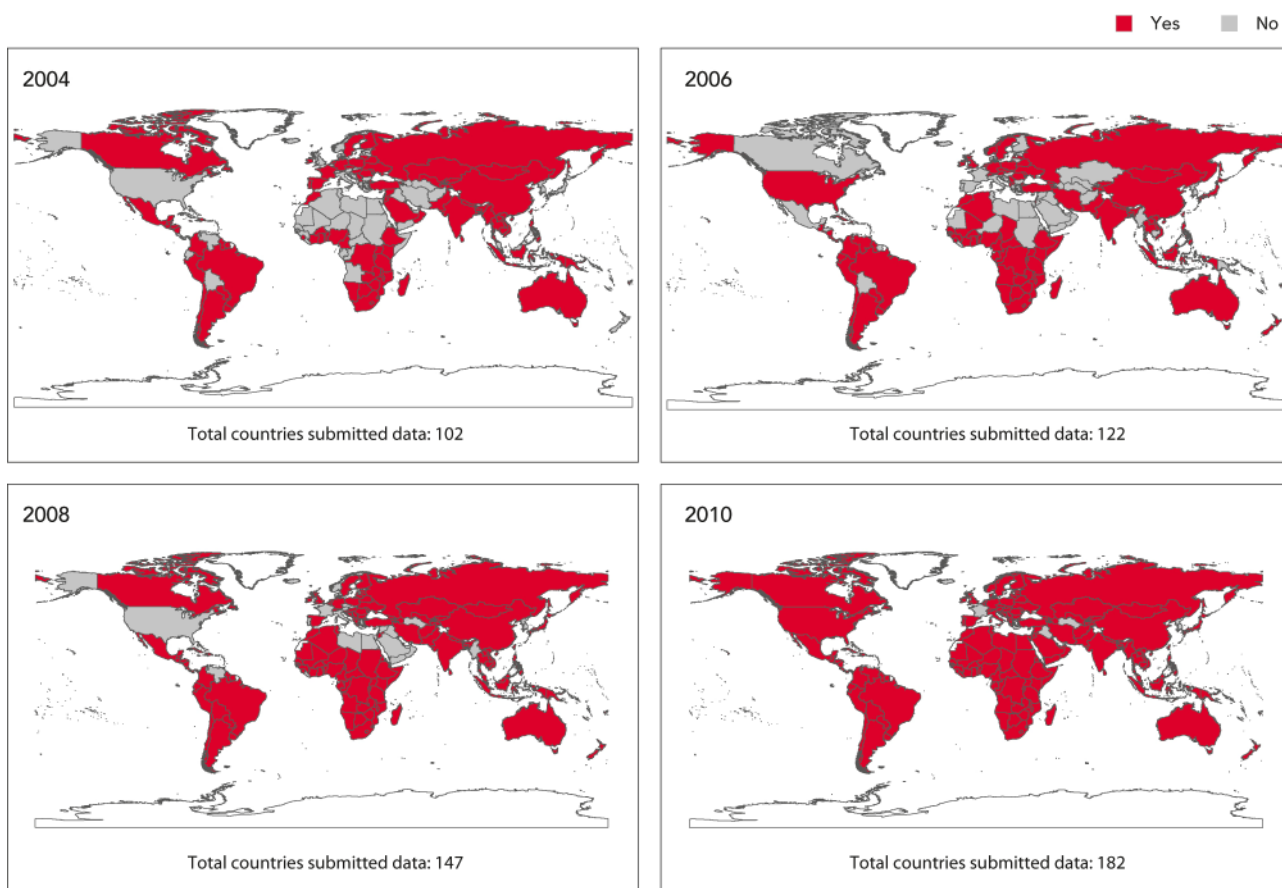 Yes No
2004
Total countries submitted data: 102
2006
Total countries submitted data: 122
2008
Total countries submitted data: 147
2010
Total countries submitted data: 182